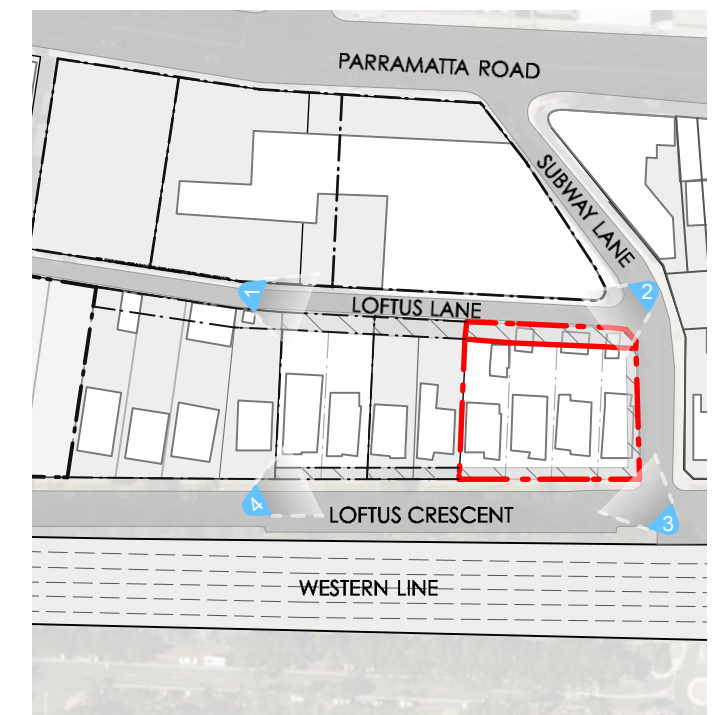 PARRAMATTA ROAD
SUBWAY LANE
1
2
LOFTUS LANE
4
LOFTUS CRESCENT
3
WESTERN LINE